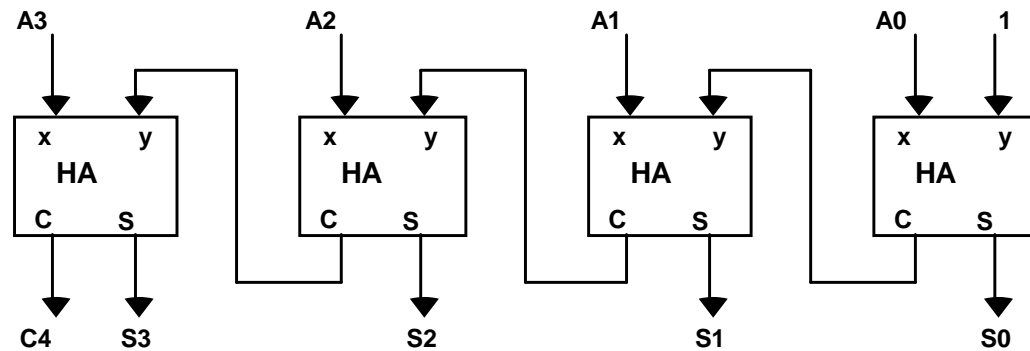 A3 A2 A1 A0 1
x y x y x y x y
HA HA HA HA
C S C S C S C S
C4 S3 S2 S1 S0